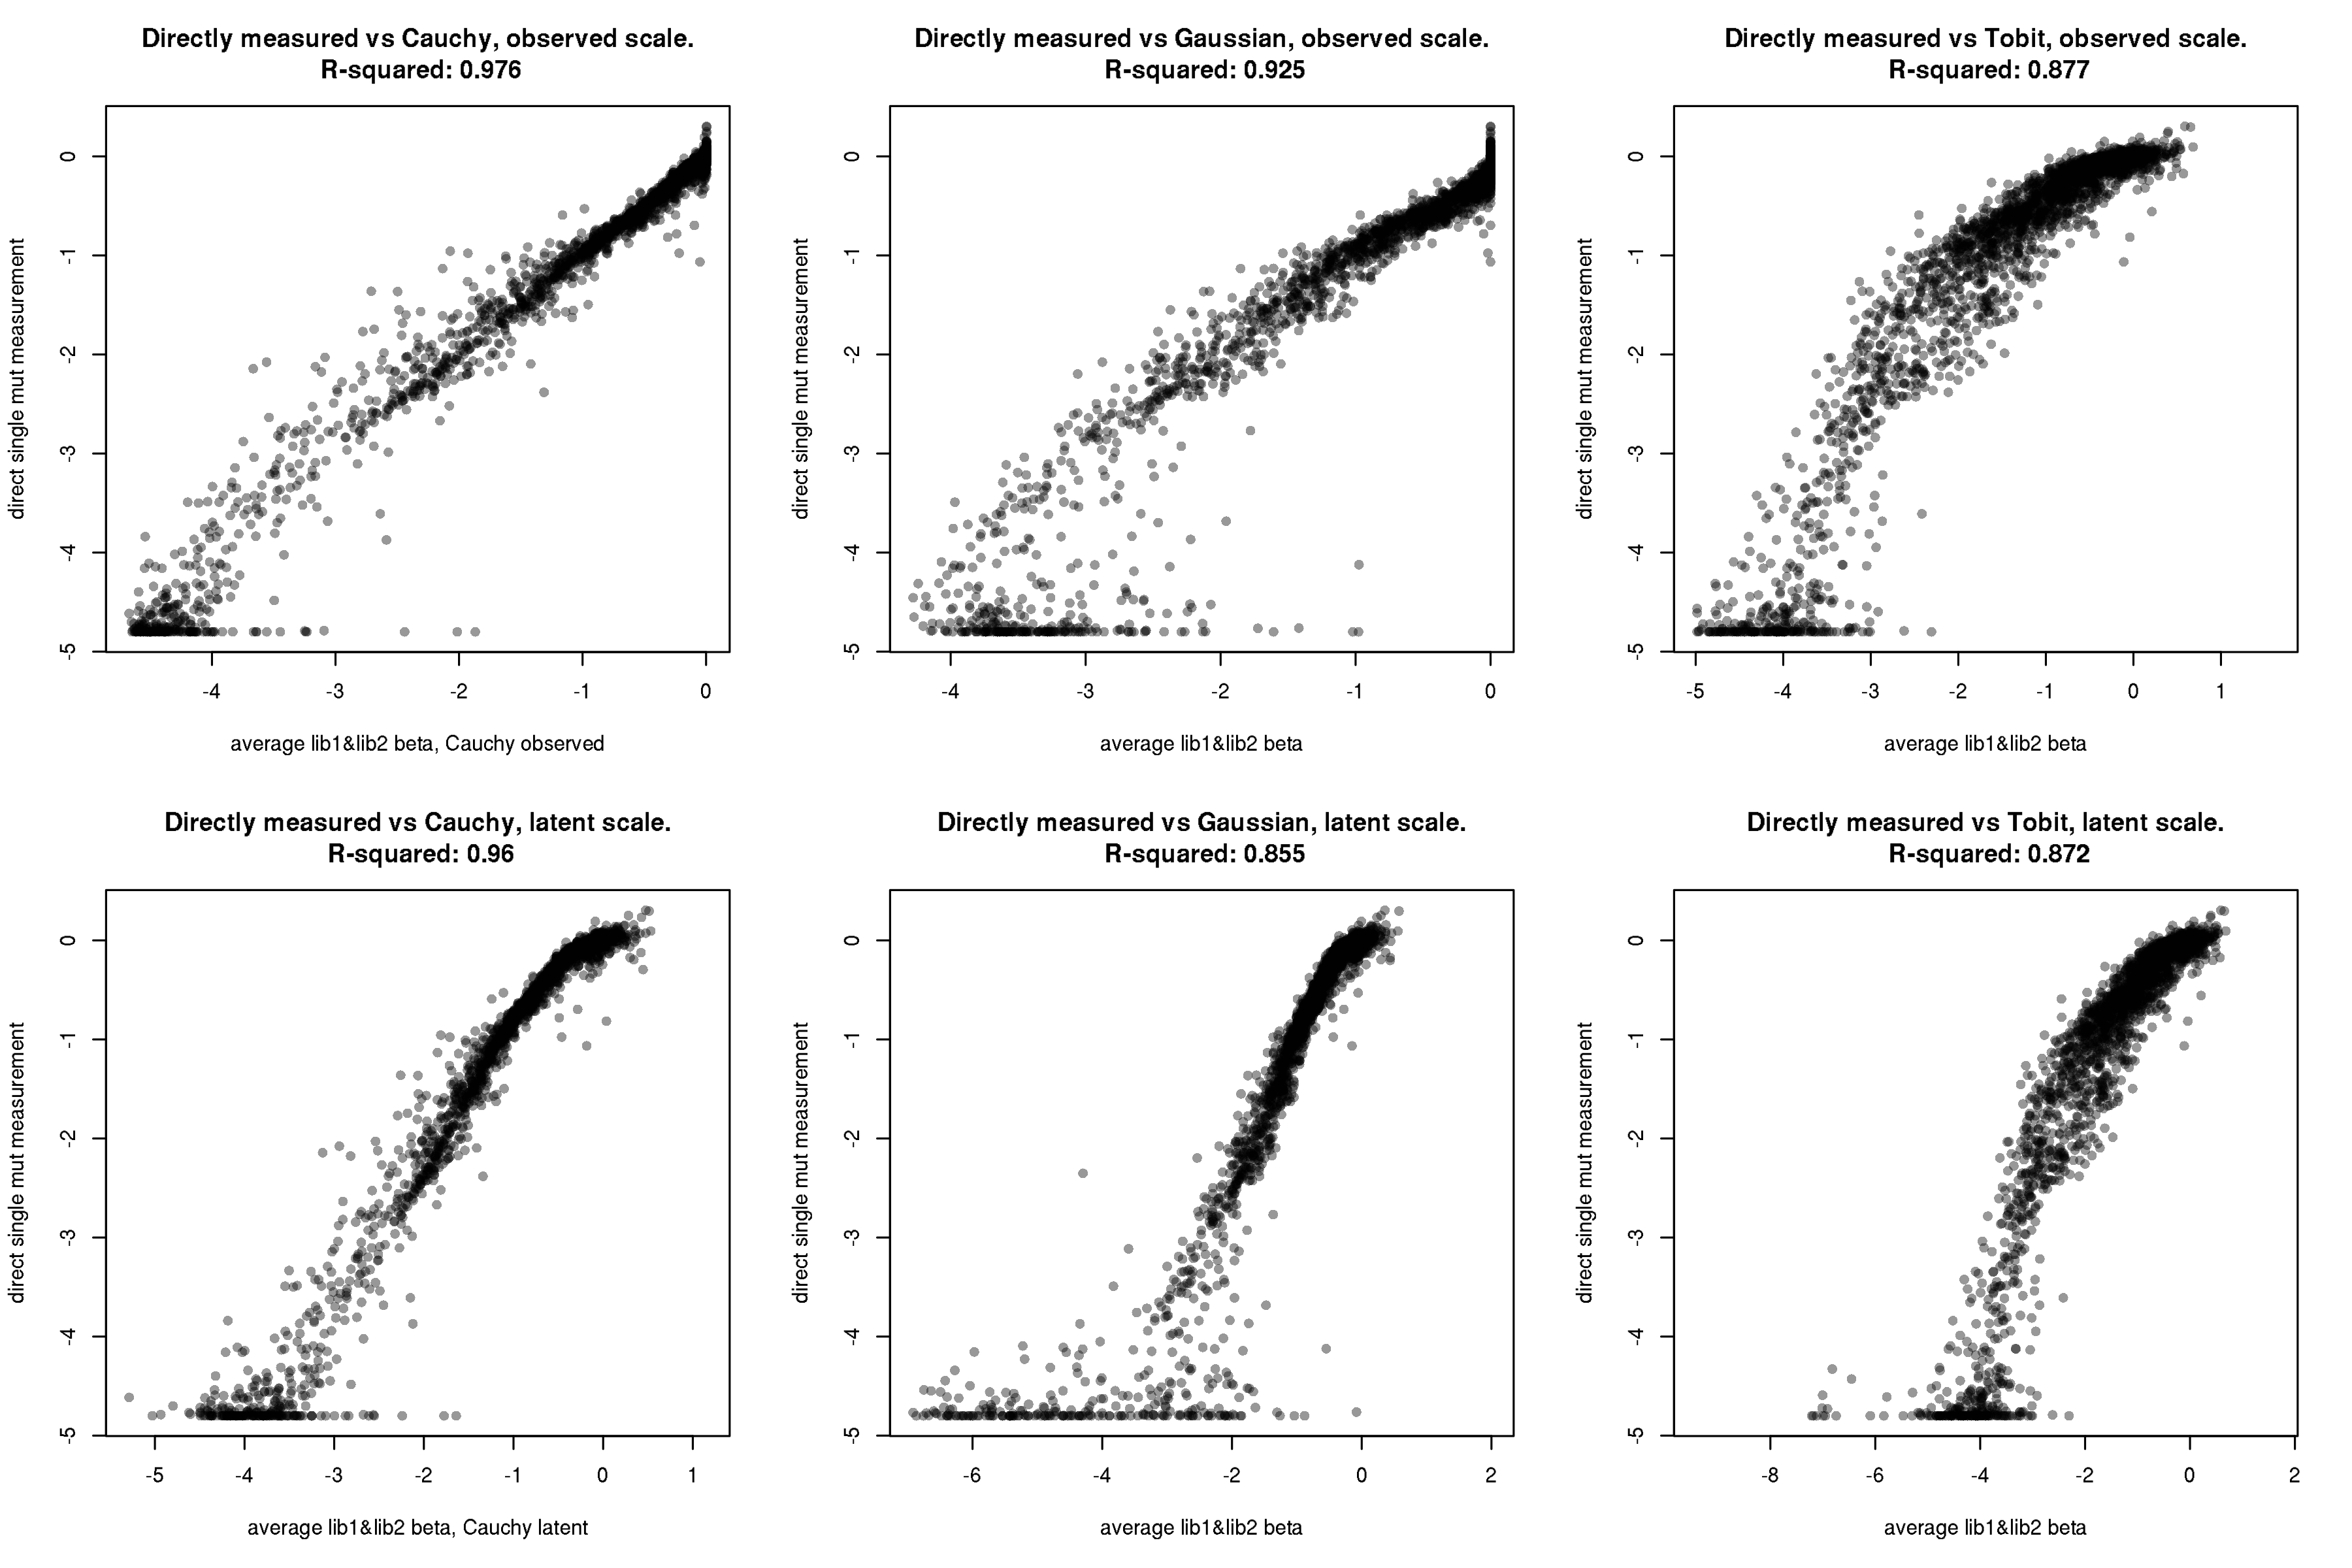 Directly measured vs Cauchy, observed scale.
R-squared: 0.976
0
-1
-2
-3
-4
-5
direct single mut measurement
-4 -3 -2 -1 0
average lib1&lib2 beta, Cauchy observed
Directly measured vs Gaussian, observed scale.
R-squared: 0.925
0
-1
-2
-3
-4
-5
direct single mut measurement
-4 -3 -2 -1 0
average lib1&lib2 beta
Directly measured vs Tobit, observed scale.
R-squared: 0.877
0
-1
-2
-3
-4
-5
direct single mut measurement
-5 -4 -3 -2 -1 0 1
average lib1&lib2 beta
Directly measured vs Cauchy, latent scale.
R-squared: 0.96
0
-1
-2
-3
-4
-5
direct single mut measurement
-5 -4 -3 -2 -1 0 1
average lib1&lib2 beta, Cauchy latent
Directly measured vs Gaussian, latent scale.
R-squared: 0.855
0
-1
-2
-3
-4
-5
direct single mut measurement
-6 -4 -2 0 2
average lib1&lib2 beta
Directly measured vs Tobit, latent scale.
R-squared: 0.872
0
-1
-2
-3
-4
-5
direct single mut measurement
-8 -6 -4 -2 0 2
average lib1&lib2 beta